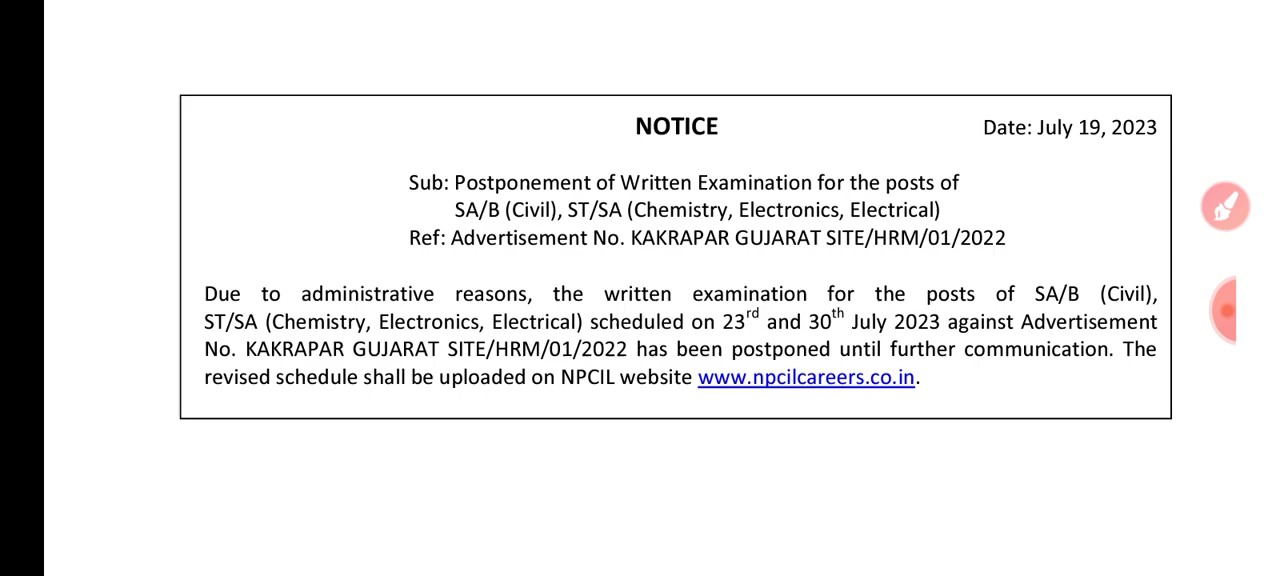 NOTICE Date: July 19, 2023
Sub: Postponement of Written Examination for the posts of
SA/B (Civil), ST/SA (Chemistry, Electronics, Electrical)
Ref: Advertisement No. KAKRAPAR GUJARAT SITE/HRM/01/2022
Due to administrative reasons, the written examination for the posts of SA/B (Civil),
ST/SA (Chemistry, Electronics, Electrical) scheduled on 23rd and 30th July 2023 against Advertisement
No. KAKRAPAR GUJARAT SITE/HRM/01/2022 has been postponed until further communication. The
revised schedule shall be uploaded on NPCIL website www.npcilcareers.co.in.